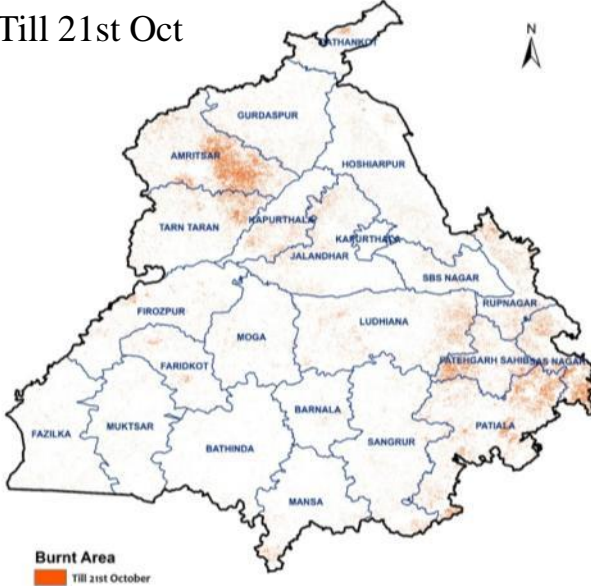 Till 21st Oct
N
PATHANKOT
GURDASPUR
AMRITSAR
HOSHIARPUR
TARN TARAN
KAPURTHALA
KAPURTHALA
JALANDHAR
SBS NAGAR
RUPNAGAR
FIROZPUR
LUDHIANA
MOGA
FATEHGARH SAHIB
SAS NAGAR
FARIDKOT
BARNALA
PATIALA
MUKTSAR
FAZILKA
SANGRUR
BATHINDA
MANSA
Burnt Area
Till 21st October